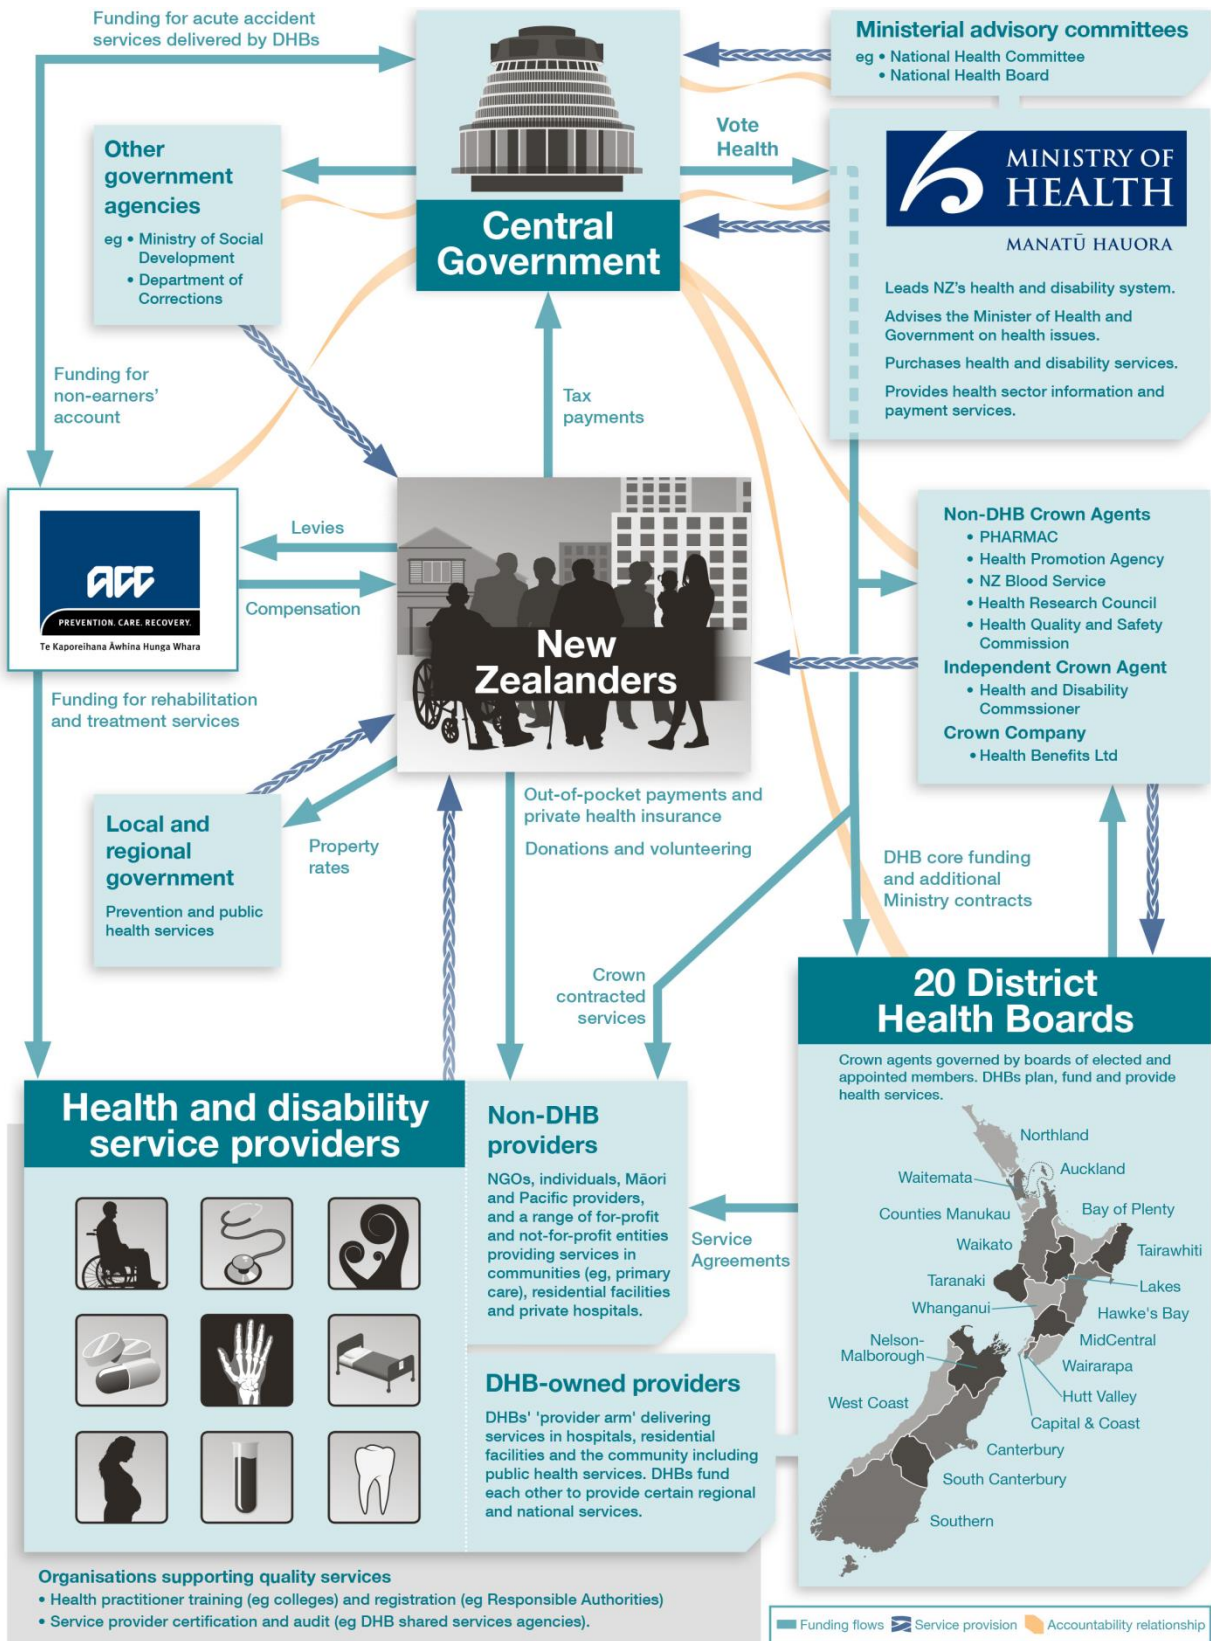 Funding for acute accident
services delivered by DHBs
Ministerial advisory committees
eg • National Health Committee
• National Health Board
Vote
Health
Other
government
agencies
eg • Ministry of Social
Development
• Department of
Corrections
Central
Government
MINISTRY OF
HEALTH
MANATŪ HAUORA
Leads NZ's health and disability system.
Advises the Minister of Health and
Government on health issues.
Purchases health and disability services.
Provides health sector information and
payment services.
Funding for
non-earners'
account
Tax
payments
acc
PREVENTION. CARE. RECOVERY.
Te Kaporeihana Āwhina Hunga Whara
Levies
Compensation
New
Zealanders
Non-DHB Crown Agents
• PHARMAC
• Health Promotion Agency
• NZ Blood Service
• Health Research Council
• Health Quality and Safety
Commission
Independent Crown Agent
• Health and Disability
Commssioner
Crown Company
• Health Benefits Ltd
Funding for rehabilitation
and treatment services
Local and
regional
government
Prevention and public
health services
Property
rates
Out-of-pocket payments and
private health insurance
Donations and volunteering
DHB core funding
and additional
Ministry contracts
Crown
contracted
services
20 District
Health Boards
Crown agents governed by boards of elected and
appointed members. DHBs plan, fund and provide
health services.
Northland
Auckland
Waitemata
Counties Manukau
Bay of Plenty
Waikato
Tairawhiti
Taranaki
Lakes
Whanganui
Hawke's Bay
Nelson-
Malborough
MidCentral
Wairarapa
Hutt Valley
West Coast
Capital & Coast
Canterbury
South Canterbury
Southern
Health and disability
service providers
Non-DHB
providers
NGOs, individuals, Māori
and Pacific providers,
and a range of for-profit
and not-for-profit entities
providing services in
communities (eg, primary
care), residential facilities
and private hospitals.
Service
Agreements
DHB-owned providers
DHBs' 'provider arm' delivering
services in hospitals, residential
facilities and the community including
public health services. DHBs fund
each other to provide certain regional
and national services.
Organisations supporting quality services
• Health practitioner training (eg colleges) and registration (eg Responsible Authorities)
• Service provider certification and audit (eg DHB shared services agencies).
Funding flows
Service provision
Accountability relationship